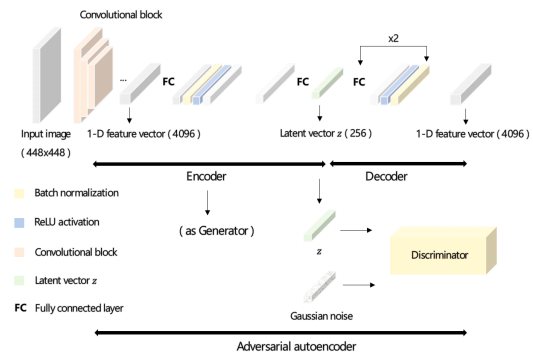 Convolutional block
x2
...
FC
FC
FC
Input image
( 448x448 )
1-D feature vector ( 4096 )
Latent vector z ( 256 )
1-D feature vector ( 4096 )
Encoder
Decoder
Batch normalization
ReLU activation
Convolutional block
Latent vector z
FC Fully connected layer
( as Generator )
z
Discriminator
Gaussian noise
Adversarial autoencoder